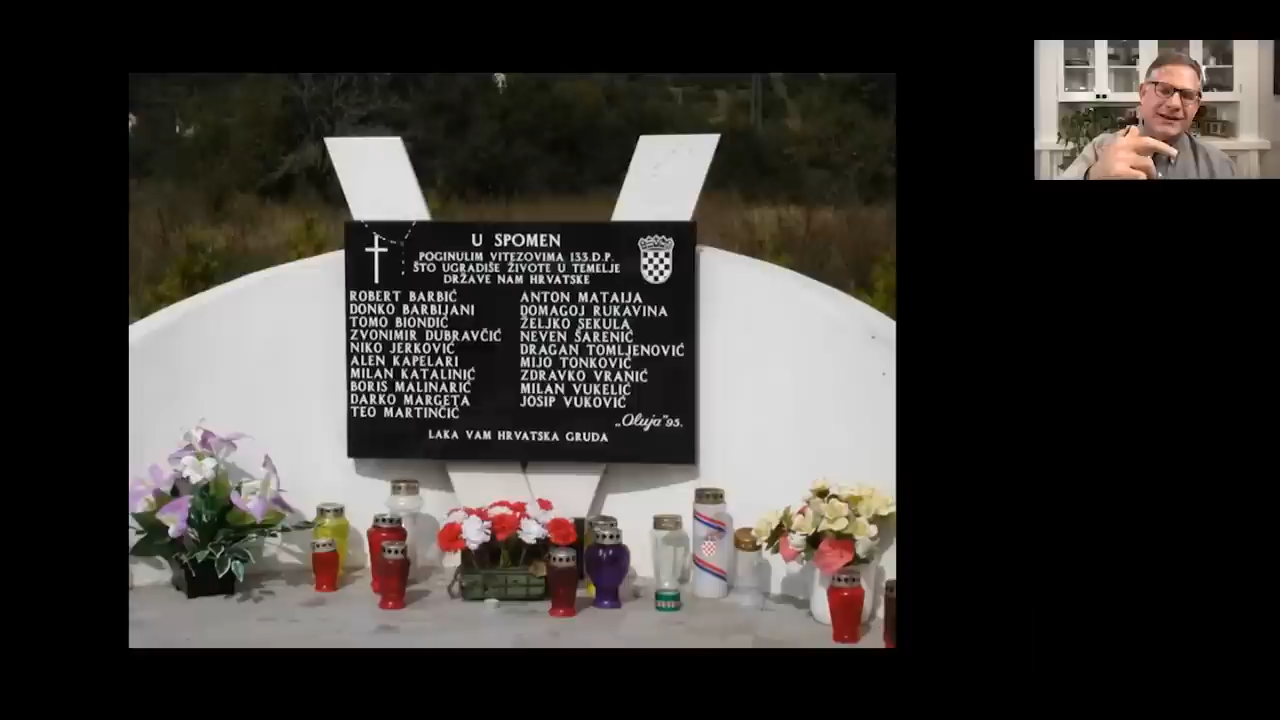 U SPOMEN
POGINULIM VITEZOVIMA 133.D.P.
ŠTO UGRADIŠE ŽIVOTE U TEMELJE
DRŽAVE NAM HRVATSKE
ROBERT BARBIĆ
DONKO BARBIJANI
TOMO BIONDIĆ
ZVONIMIR DUBRAVČIĆ
NIKO JERKOVIĆ
ALEN KAPELARI
MILAN KATALINIĆ
BORIS MALINARIĆ
DARKO MARGETA
TEO MARTINČIĆ
ANTON MATAIJA
DOMAGOJ RUKAVINA
ŽELJKO SEKULA
NEVEN ŠARENIĆ
DRAGAN TOMLJENOVIĆ
MIJO TONKOVIĆ
ZDRAVKO VRANIĆ
MILAN VUKELIĆ
JOSIP VUKOVIĆ
„Oluja"95.
LAKA VAM HRVATSKA GRUDA